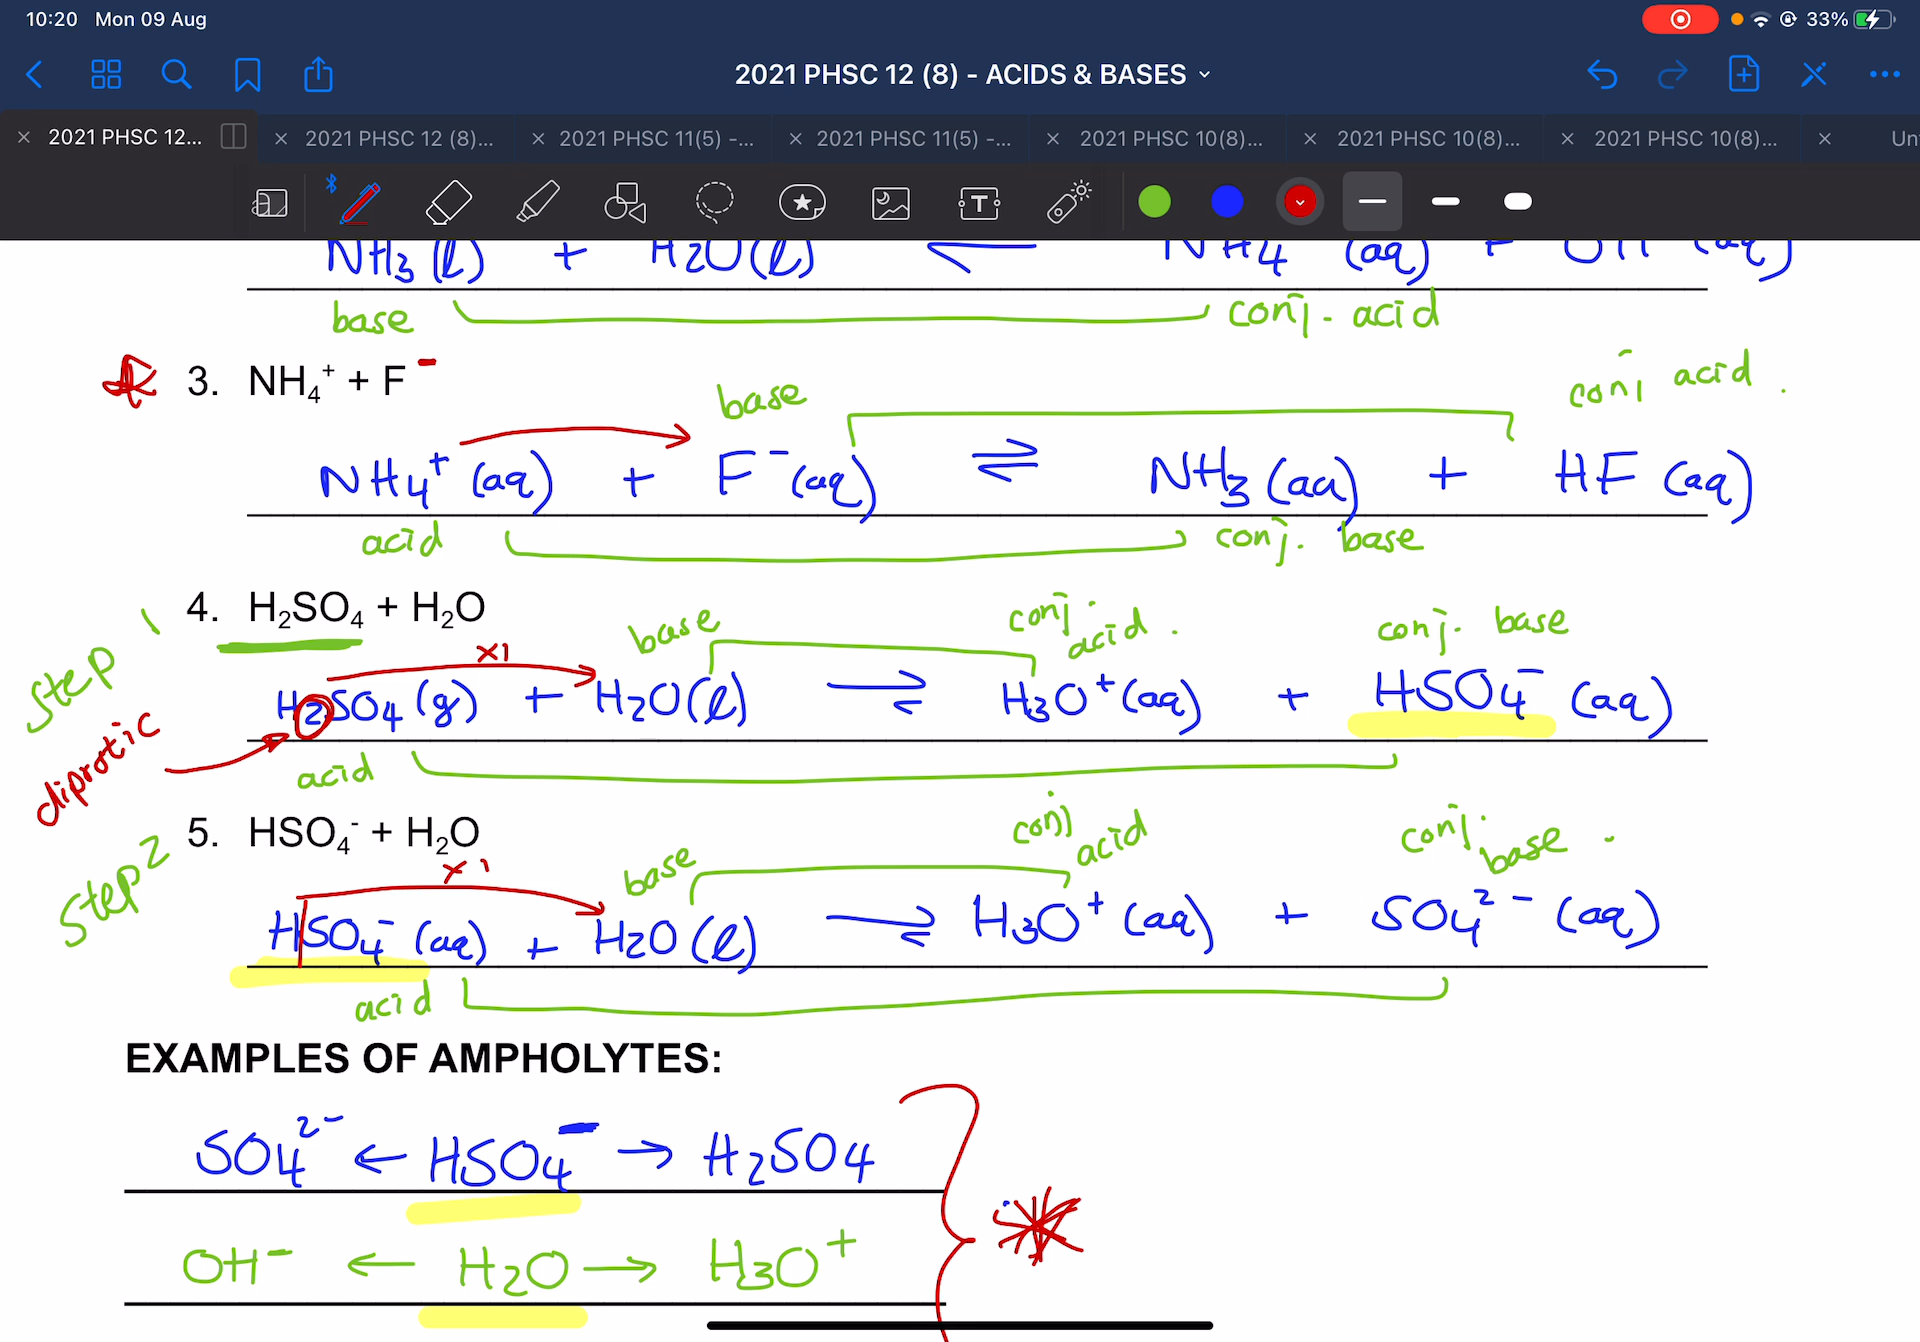 10:20 Mon 09 Aug 33%
2021 PHSC 12 (8) - ACIDS & BASES
2021 PHSC 12... 2021 PHSC 12 (8)... 2021 PHSC 11(5) -... 2021 PHSC 11(5) -... 2021 PHSC 10(8)... 2021 PHSC 10(8)... 2021 PHSC 10(8)... Un
NH3 (l) + H2O(l) ← NH4 (aq) + OH (aq)
base conj. acid
3. NH₄⁺ + F⁻
base conj acid.
NH4⁺ (aq) + F⁻ (aq) ⇌ NH3 (aq) + HF (aq)
acid conj. base
4. H₂SO₄ + H₂O
Step 1
base conj. acid. conj. base
x1
H2SO4 (g) + H2O(l) ⇌ H3O⁺ (aq) + HSO4⁻ (aq)
diprotic
acid
5. HSO₄⁻ + H₂O
Step 2
base conj acid conj. base.
x1
HSO4⁻ (aq) + H2O (l) ⇌ H3O⁺ (aq) + SO4²⁻ (aq)
acid
EXAMPLES OF AMPHOLYTES:
SO4²⁻ ← HSO4⁻ → H2SO4
OH⁻ ← H2O → H3O⁺